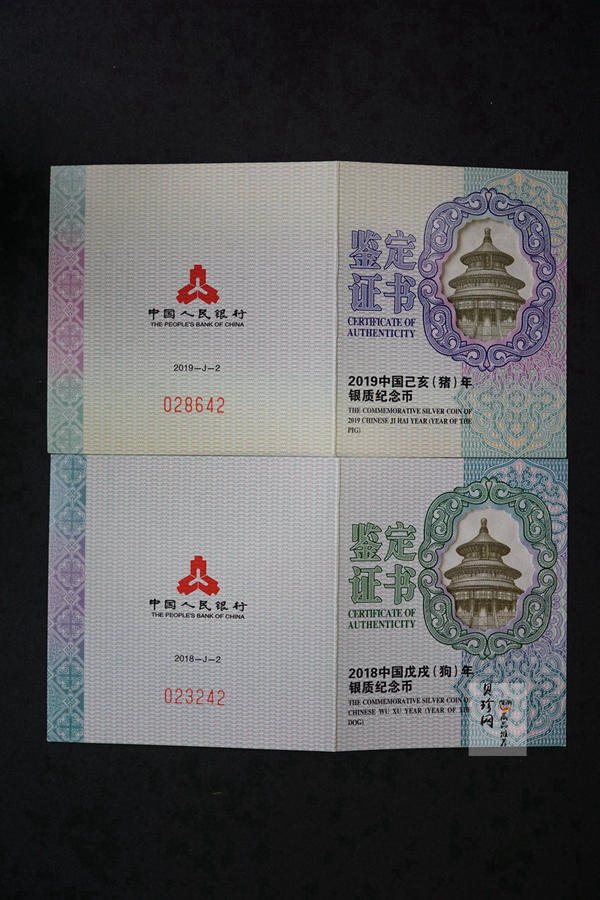 中国人民银行
THE PEOPLE'S BANK OF CHINA
2019-J-2
028642
鉴定
证书
CERTIFICATE OF
AUTHENTICITY
2019中国己亥(猪)年
银质纪念币
THE COMMEMORATIVE SILVER COIN OF
2019 CHINESE JI HAI YEAR (YEAR OF THE
PIG)
中国人民银行
THE PEOPLE'S BANK OF CHINA
2018-J-2
023242
鉴定
证书
CERTIFICATE OF
AUTHENTICITY
2018中国戊戌(狗)年
银质纪念币
THE COMMEMORATIVE SILVER COIN OF
CHINESE WU XU YEAR (YEAR OF THE
DOG)
贝珍网